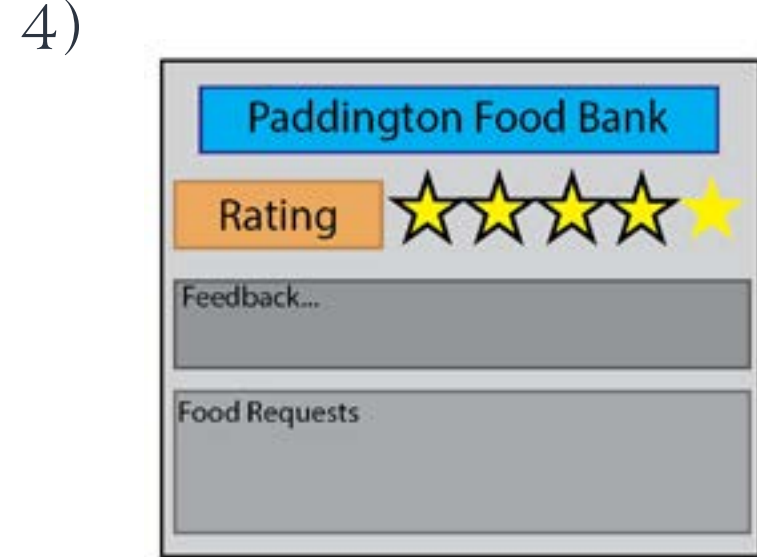 4)
Paddington Food Bank
Rating
Feedback...
Food Requests